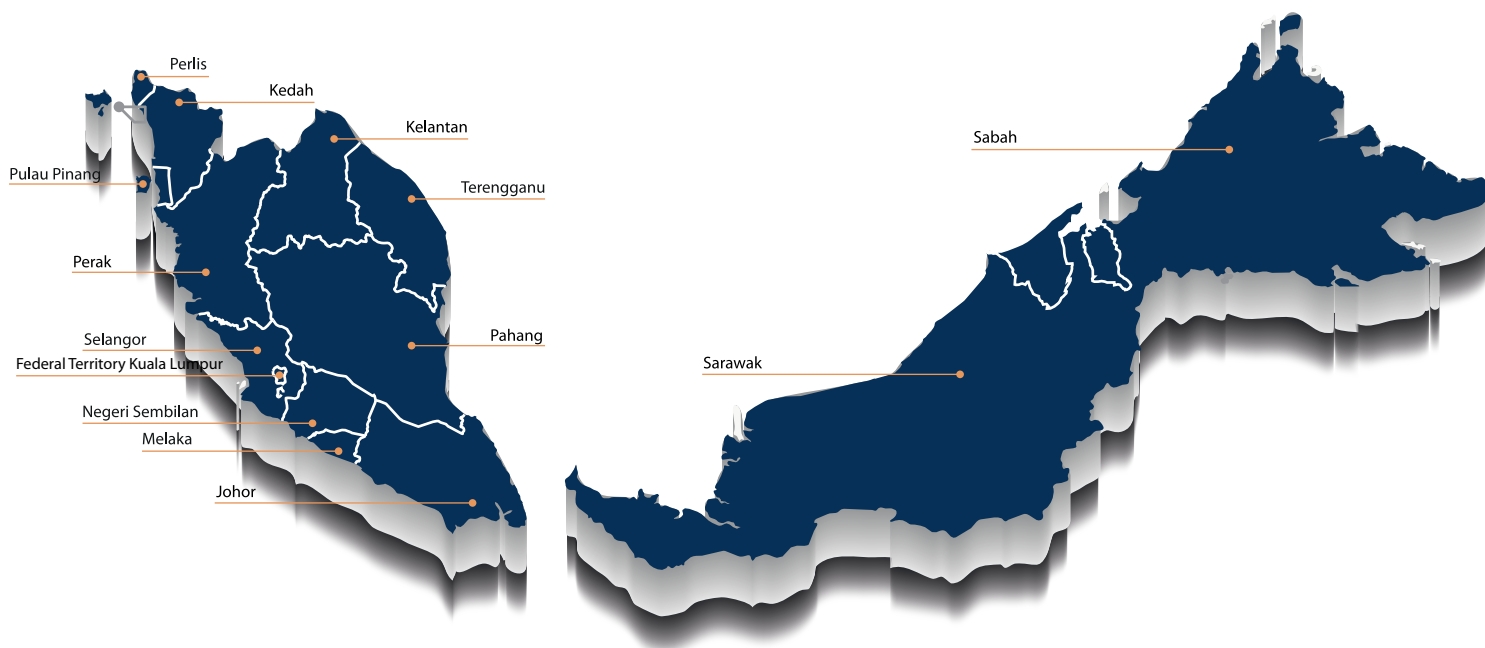 Perlis
Kedah
Kelantan
Pulau Pinang
Terengganu
Perak
Selangor
Pahang
Federal Territory Kuala Lumpur
Negeri Sembilan
Melaka
Johor
Sabah
Sarawak